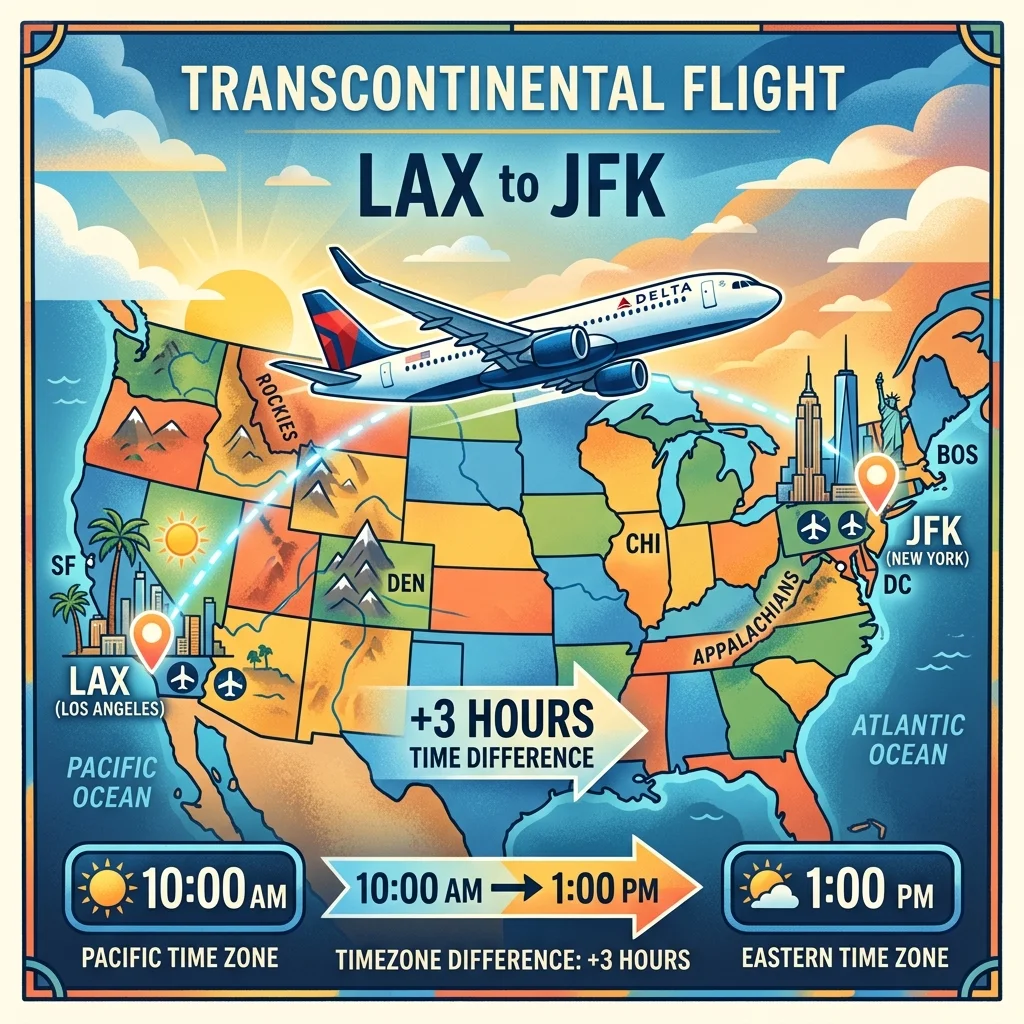 TRANSCONTINENTAL FLIGHT
LAX to JFK
DELTA
ROCKIES
BOS
SF
DEN
CHI
JFK
(NEW YORK)
DC
APPALACHIANS
LAX
(LOS ANGELES)
+3 HOURS
TIME DIFFERENCE
PACIFIC
OCEAN
ATLANTIC
OCEAN
10:00 AM
10:00 AM → 1:00 PM
1:00 PM
PACIFIC TIME ZONE
TIMEZONE DIFFERENCE: +3 HOURS
EASTERN TIME ZONE